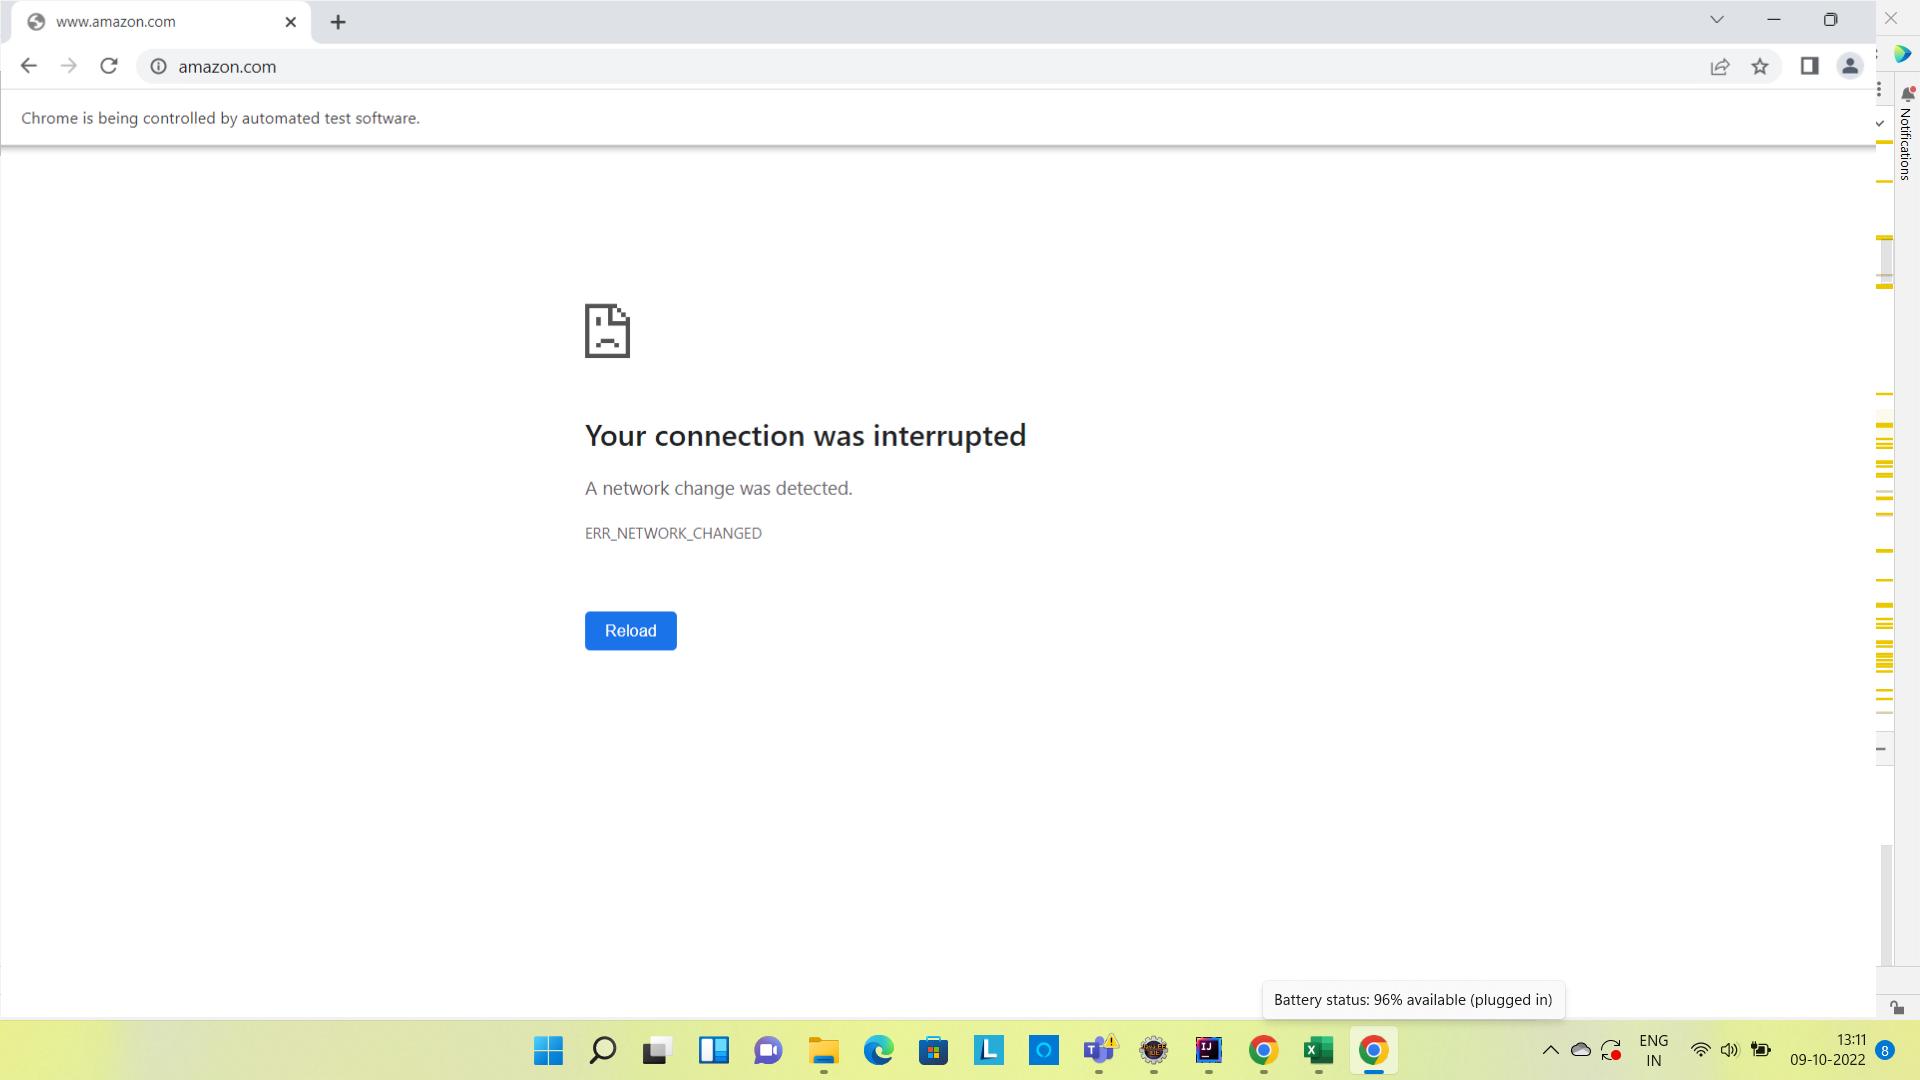 www.amazon.com
amazon.com
Chrome is being controlled by automated test software.
Notifications
Your connection was interrupted
A network change was detected.
ERR_NETWORK_CHANGED
Reload
Battery status: 96% available (plugged in)
ENG
IN
13:11
09-10-2022
8